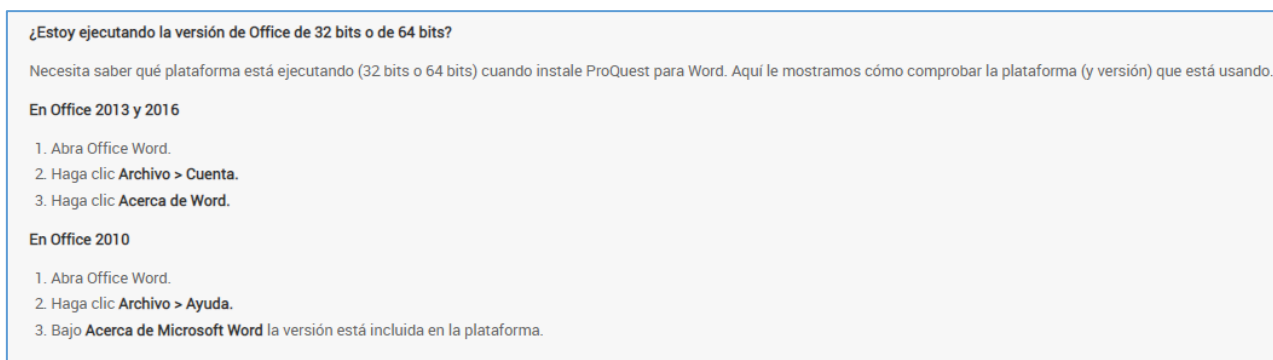 ¿Estoy ejecutando la versión de Office de 32 bits o de 64 bits?
Necesita saber qué plataforma está ejecutando (32 bits o 64 bits) cuando instale ProQuest para Word. Aquí le mostramos cómo comprobar la plataforma (y versión) que está usando.
En Office 2013 y 2016
1. Abra Office Word.
2. Haga clic Archivo > Cuenta.
3. Haga clic Acerca de Word.
En Office 2010
1. Abra Office Word.
2. Haga clic Archivo > Ayuda.
3. Bajo Acerca de Microsoft Word la versión está incluida en la plataforma.